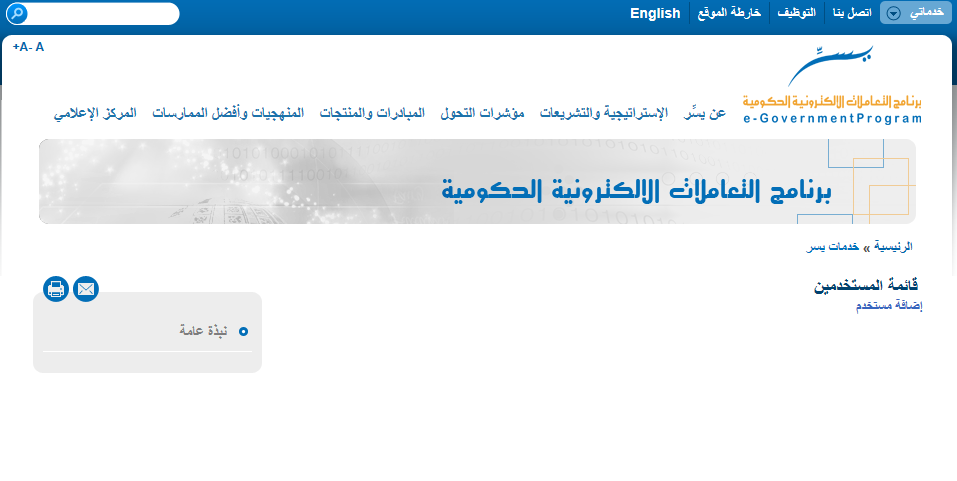 خدماتي
اتصل بنا
التوظيف
خارطة الموقع
English
+A- A
يسِّر
برنامج التعاملات الالكترونية الحكومية
e-GovernmentProgram
عن يسِّر
الإستراتيجية والتشريعات
مؤشرات التحول
المبادرات والمنتجات
المنهجيات وأفضل الممارسات
المركز الإعلامي
برنامج التعاملات الالكترونية الحكومية
الرئيسية » خدمات يسر
قائمة المستخدمين
إضافة مستخدم
نبذة عامة